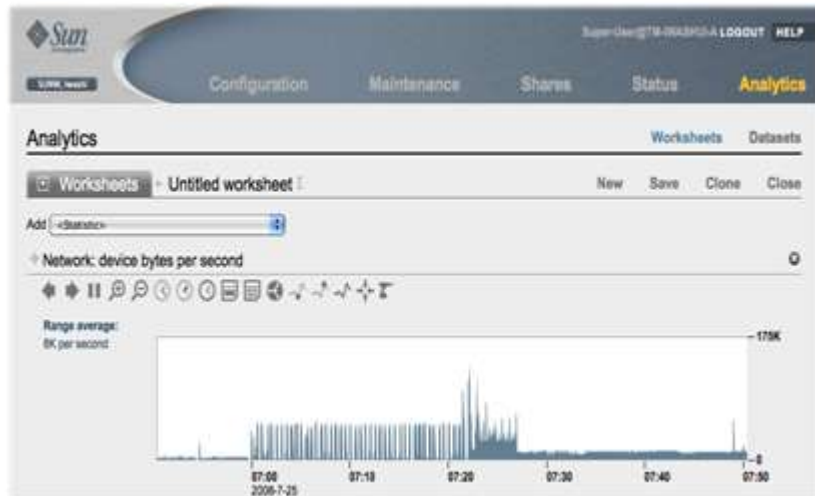 Sun
LOGOUT HELP
Configuration Maintenance Shares Status Analytics
Analytics Worksheets Datasets
Worksheets Untitled worksheet New Save Clone Close
Add <Statistic>
Network: device bytes per second
Range average:
6K per second
175K
0
07:00 07:10 07:20 07:30 07:40 07:50
2008-7-25